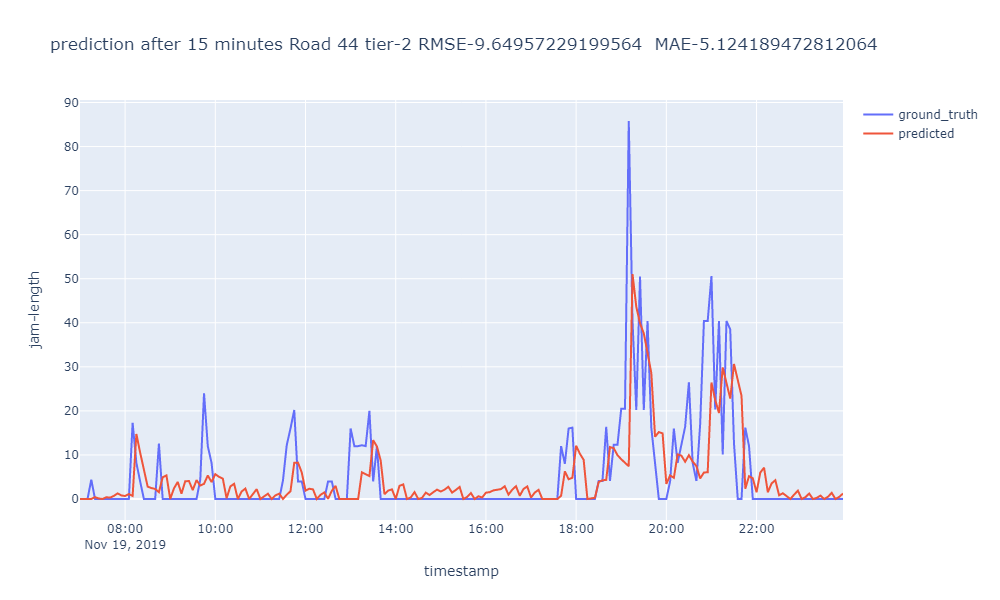 prediction after 15 minutes Road 44 tier-2 RMSE-9.64957229199564  MAE-5.124189472812064
ground_truth
predicted
90
80
70
60
50
40
30
20
10
0
jam-length
08:00 10:00 12:00 14:00 16:00 18:00 20:00 22:00
Nov 19, 2019
timestamp